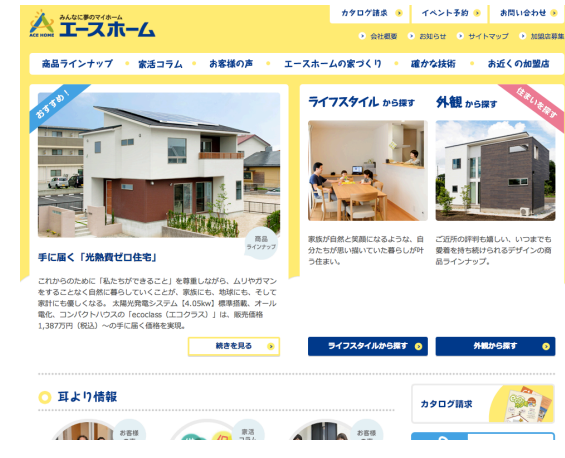 みんなに夢のマイホーム
エースホーム
ACE HOME
カタログ請求
イベント予約
お問い合わせ
会社概要
お知らせ
サイトマップ
加盟店募集
商品ラインナップ
家活コラム
お客様の声
エースホームの家づくり
確かな技術
お近くの加盟店
おすすめ!
商品
ラインナップ
手に届く「光熱費ゼロ住宅」
これからのために「私たちができること」を尊重しながら、ムリやガマン
をすることなく自然に暮らしていくことが、家族にも、地球にも、そして
家計にも優しくなる。 太陽光発電システム【4.05kw】標準搭載、オール
電化、コンパクトハウスの「ecoclass（エコクラス）」は、販売価格
1,387万円（税込）〜の手に届く価格を実現。
続きを見る
住まいを探す
ライフスタイル から探す
家族が自然と笑顔になるような、自
分たちが思い描いていた暮らしが叶
う住まい。
ライフスタイルから探す
外観 から探す
ご近所の評判も嬉しい、いつまでも
愛着を持ち続けられるデザインの商
品ラインナップ。
外観から探す
耳より情報
お客様
家活
コラム
お客様
カタログ請求